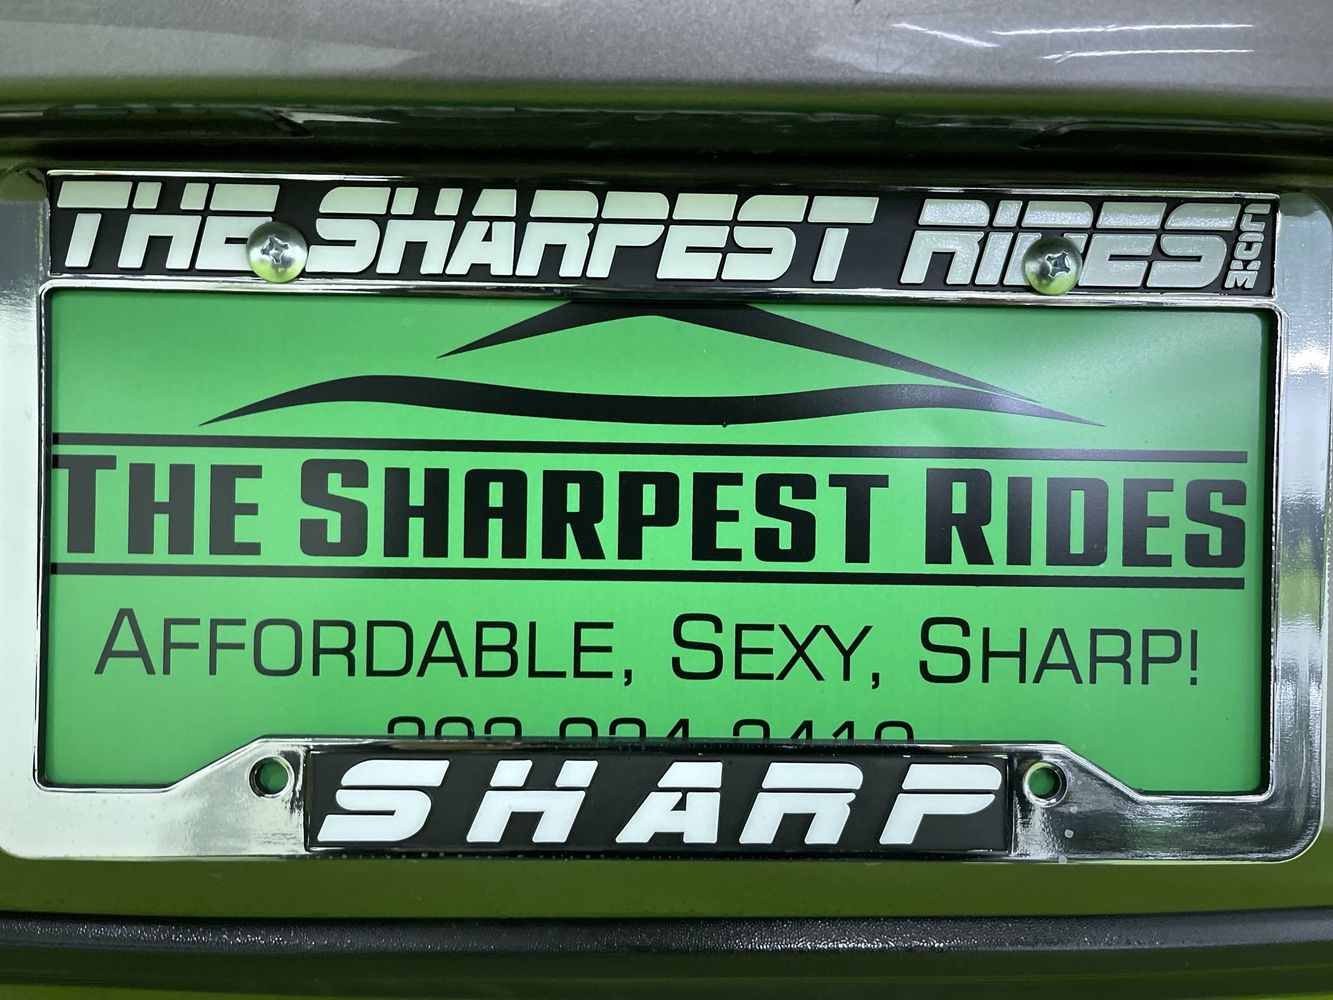 THE SHARPEST RIDES.COM
THE SHARPEST RIDES
AFFORDABLE, SEXY, SHARP!
SHARP